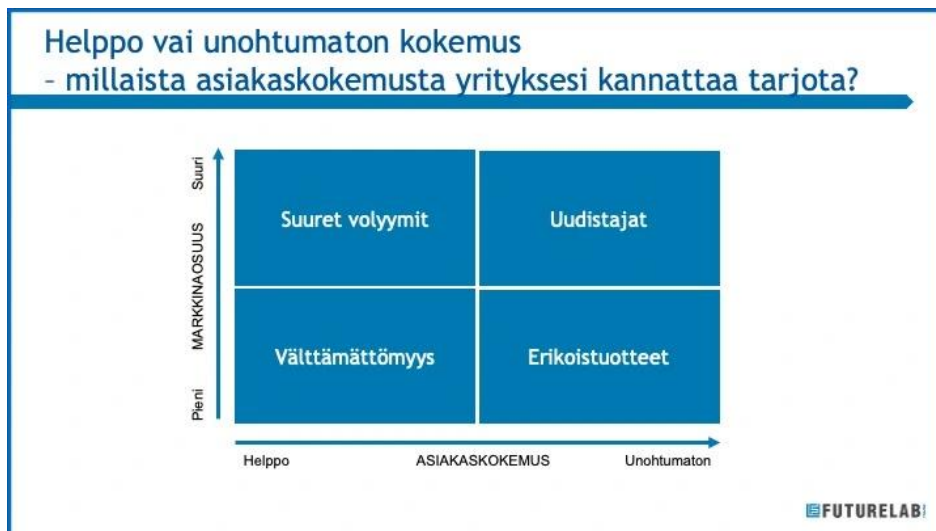 Helppo vai unohtumaton kokemus
– millaista asiakaskokemusta yrityksesi kannattaa tarjota?
Suuri
MARKKINAOSUUS
Pieni
Suuret volyymit
Uudistajat
Välttämättömyys
Erikoistuotteet
Helppo
ASIAKASKOKEMUS
Unohtumaton
FUTURELAB